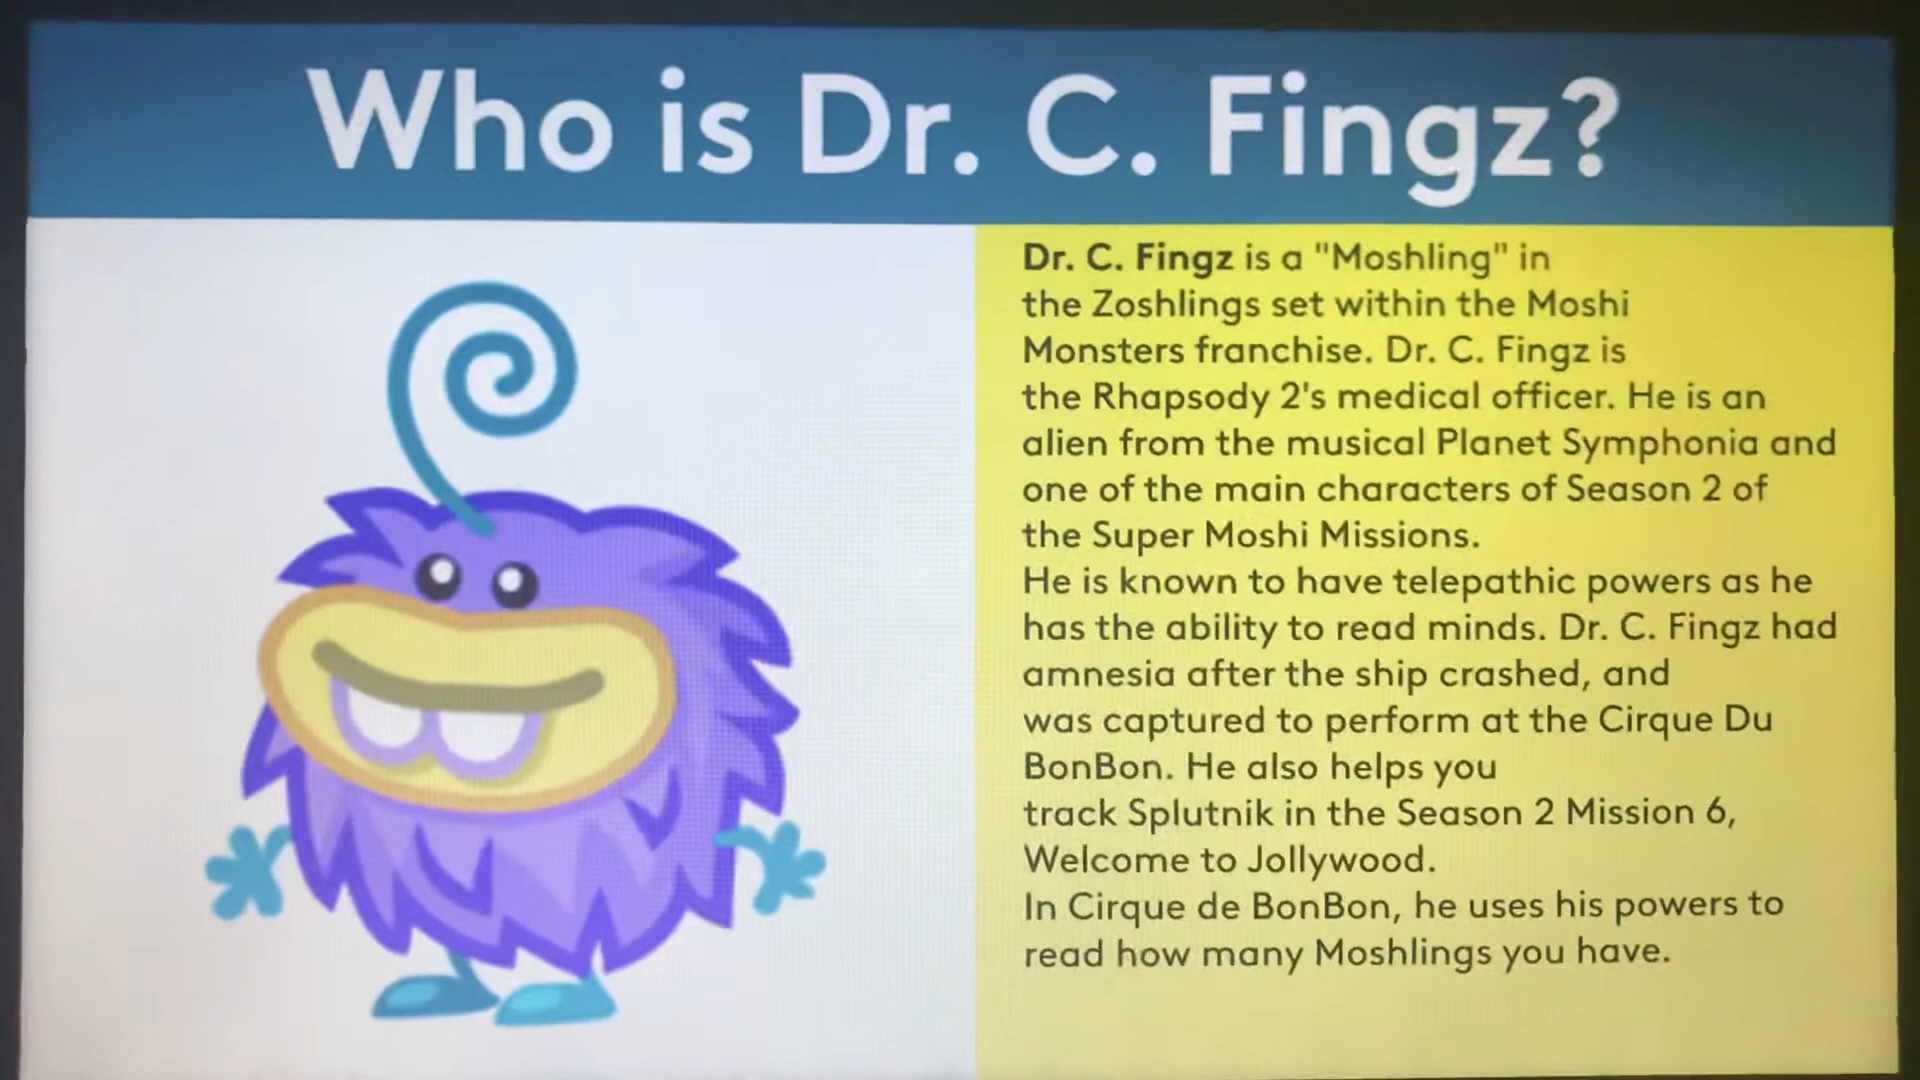 Who is Dr. C. Fingz?
Dr. C. Fingz is a "Moshling" in
the Zoshlings set within the Moshi
Monsters franchise. Dr. C. Fingz is
the Rhapsody 2's medical officer. He is an
alien from the musical Planet Symphonia and
one of the main characters of Season 2 of
the Super Moshi Missions.
He is known to have telepathic powers as he
has the ability to read minds. Dr. C. Fingz had
amnesia after the ship crashed, and
was captured to perform at the Cirque Du
BonBon. He also helps you
track Splutnik in the Season 2 Mission 6,
Welcome to Jollywood.
In Cirque de BonBon, he uses his powers to
read how many Moshlings you have.